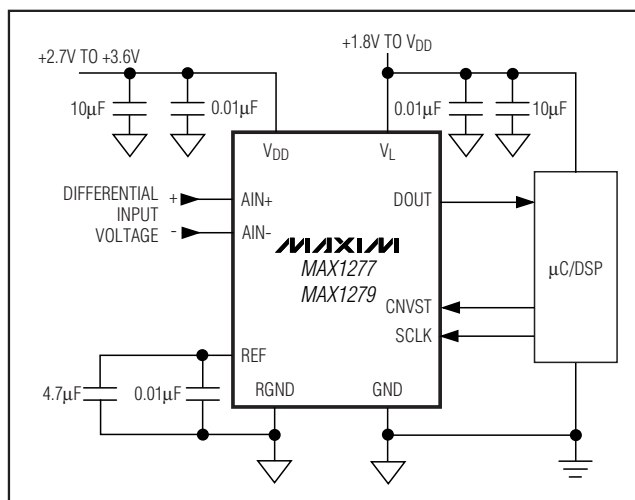 +2.7V TO +3.6V
+1.8V TO VDD
10µF
0.01µF
0.01µF
10µF
VDD
VL
DIFFERENTIAL
INPUT
VOLTAGE
+
-
AIN+
AIN-
DOUT
MAXIM
MAX1277
MAX1279
µC/DSP
CNVST
SCLK
REF
4.7µF
0.01µF
RGND
GND